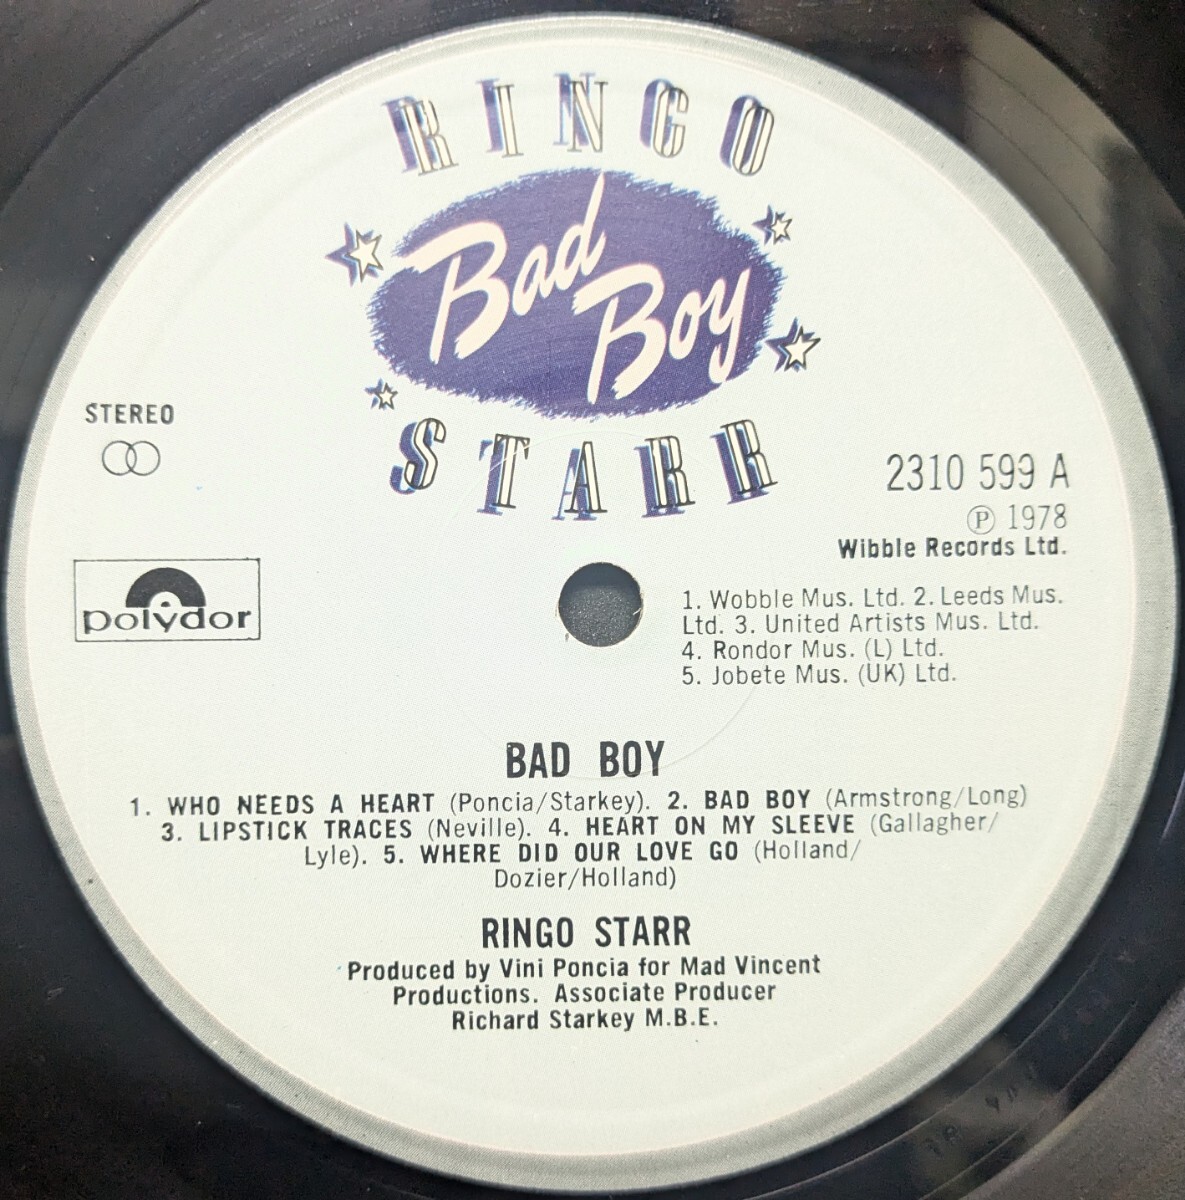 RINGO
Bad
Boy
STARR
STEREO
2310 599 A
Ⓟ 1978
Wibble Records Ltd.
polydor
1. Wobble Mus. Ltd. 2. Leeds Mus.
Ltd. 3. United Artists Mus. Ltd.
4. Rondor Mus. (L) Ltd.
5. Jobete Mus. (UK) Ltd.
BAD BOY
1. WHO NEEDS A HEART (Poncia/Starkey). 2. BAD BOY (Armstrong/Long)
3. LIPSTICK TRACES (Neville). 4. HEART ON MY SLEEVE (Gallagher/
Lyle). 5. WHERE DID OUR LOVE GO (Holland/
Dozier/Holland)
RINGO STARR
Produced by Vini Poncia for Mad Vincent
Productions. Associate Producer
Richard Starkey M.B.E.